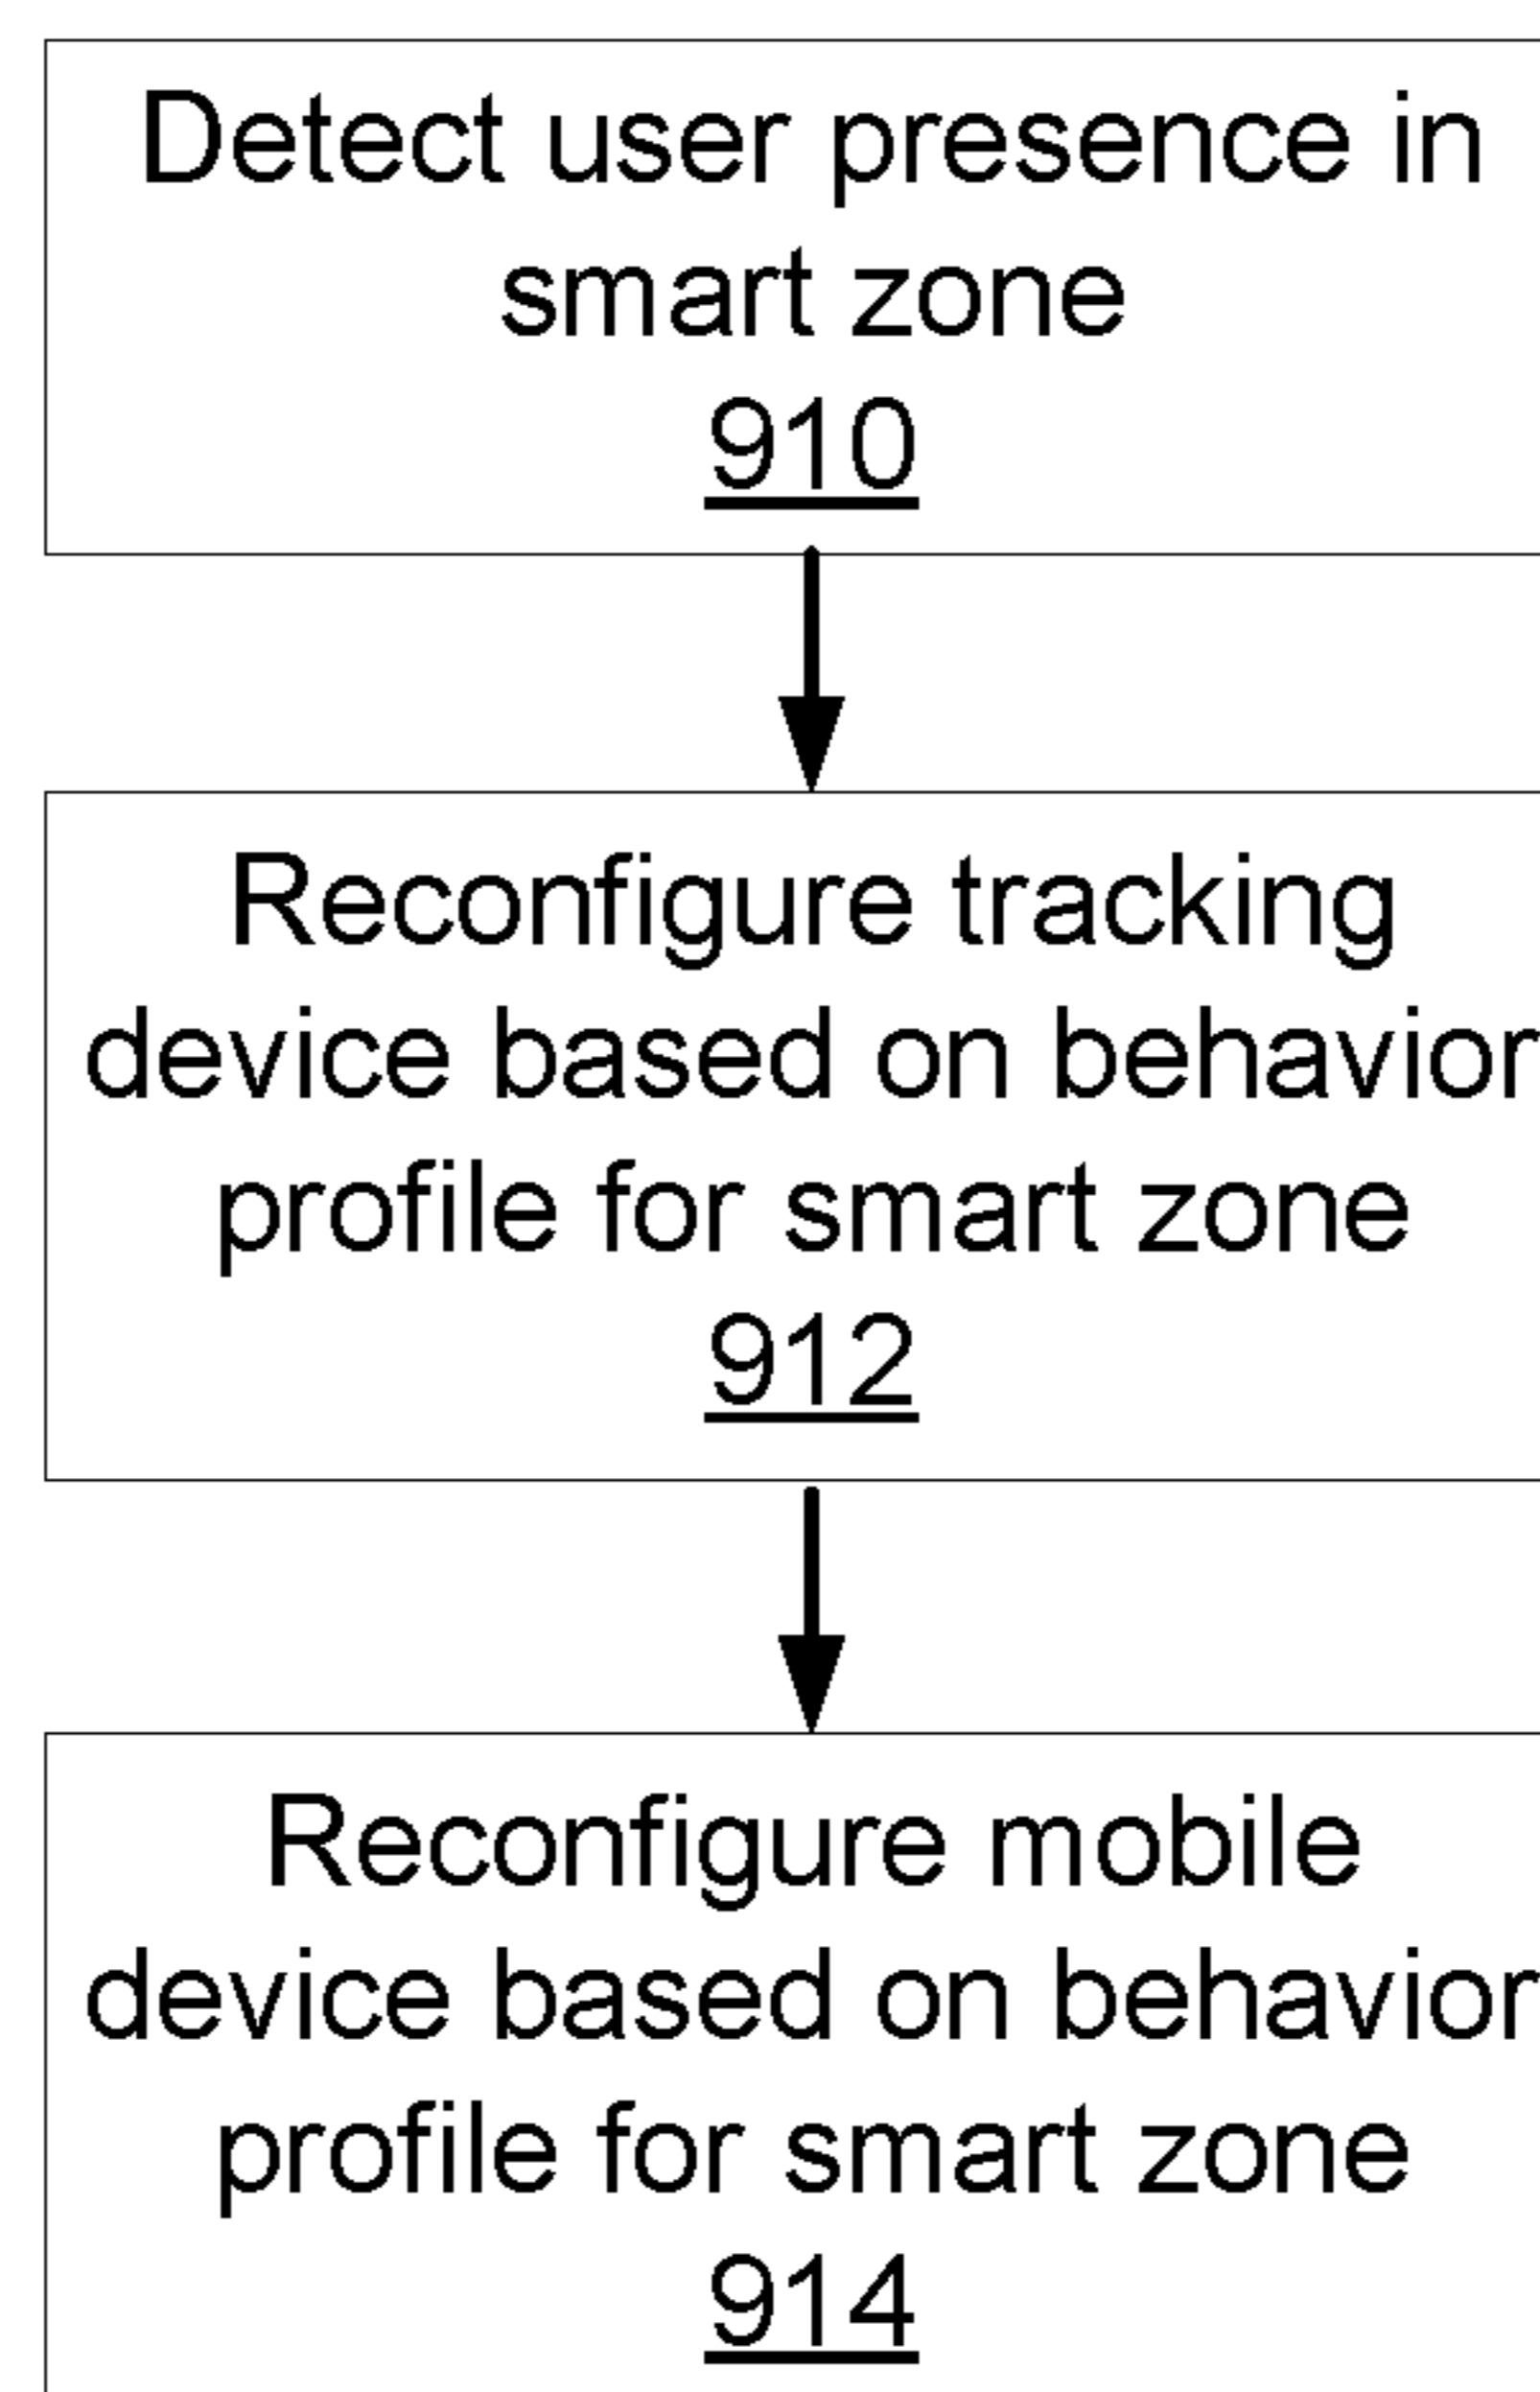 Detect user presence in
smart zone
910
Reconfigure tracking
device based on behavior
profile for smart zone
912
Reconfigure mobile
device based on behavior
profile for smart zone
914